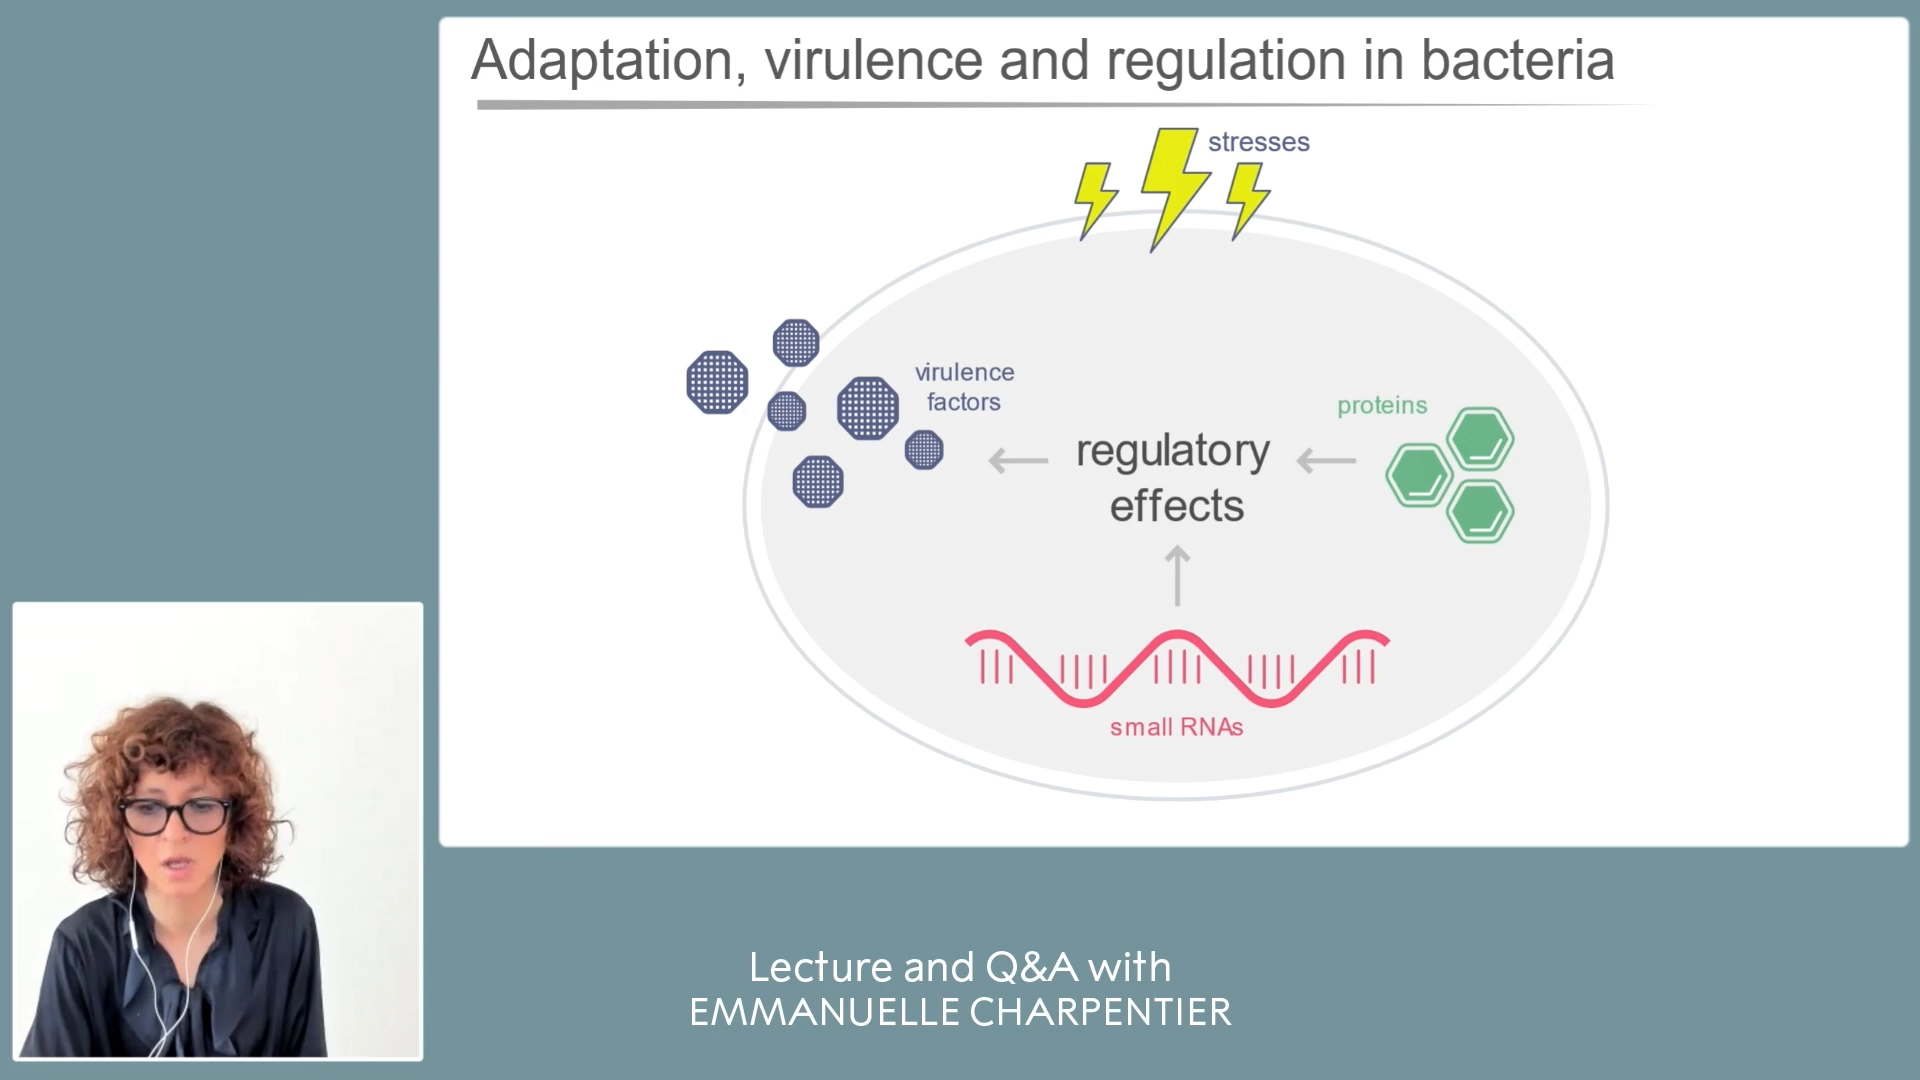 Adaptation, virulence and regulation in bacteria
stresses
virulence
factors
proteins
regulatory
effects
small RNAs
Lecture and Q&A with
EMMANUELLE CHARPENTIER